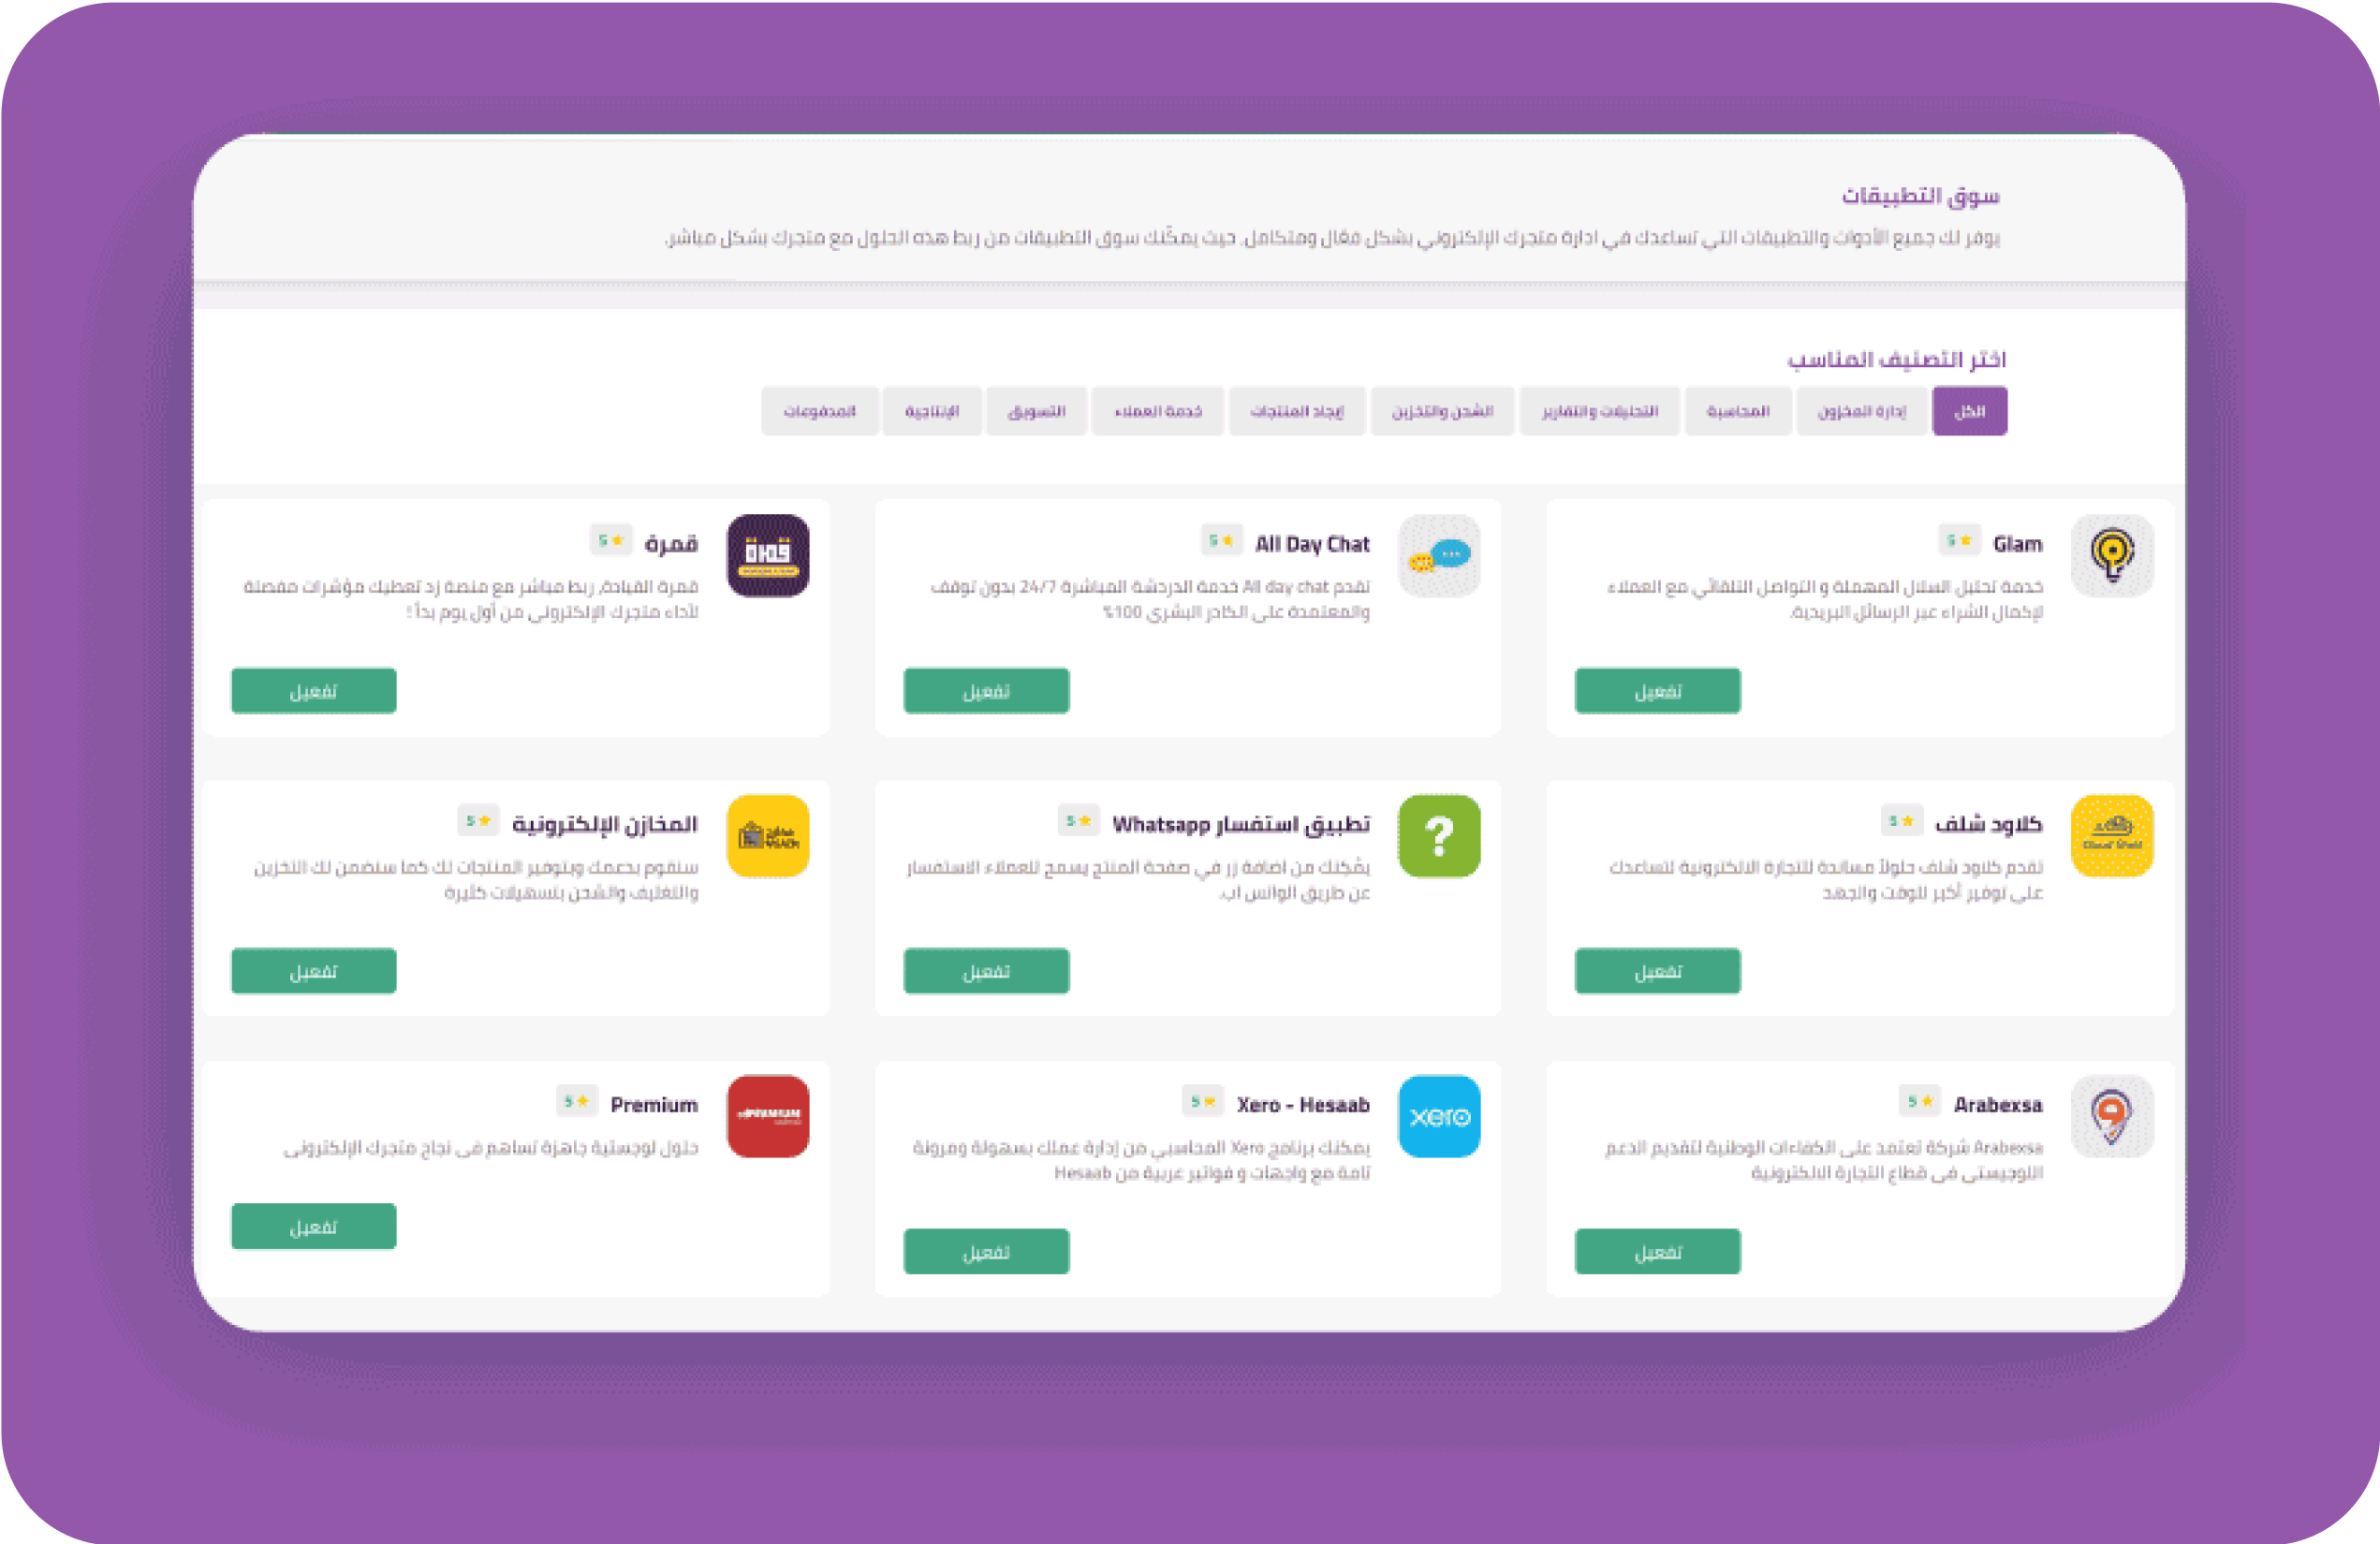 سوق التطبيقات
يوفر لك جميع الأدوات والتطبيقات التي تساعدك في ادارة متجرك الإلكتروني بشكل فعّال ومتكامل، حيث يمكّنك سوق التطبيقات من ربط هذه الحلول مع متجرك بشكل مباشر.
اختر التصنيف المناسب
الكل إدارة المخزون المحاسبة التحليلات والتقارير الشحن والتخزين إيجاد المنتجات خدمة العملاء التسويق الإنتاجية المدفوعات
Glam 5
خدمة تحليل السلال المهملة و التواصل التلقائي مع العملاء
لإكمال الشراء عبر الرسائل البريدية.
تفعيل
All Day Chat 5
تقدم All day chat خدمة الدردشة المباشرة 24/7 بدون توقف
والمعتمدة على الكادر البشري 100%
تفعيل
قمرة
قمرة 5
قمرة القيادة, ربط مباشر مع منصة زد تعطيك مؤشرات مفصلة
لأداء متجرك الإلكتروني من أول يوم بدأ !
تفعيل
كلاود شلف 5
نقدم كلاود شلف حلولاً مساندة للتجارة الالكترونية لتساعدك
على توفير أكبر للوقت والجهد
تفعيل
?
تطبيق استفسار Whatsapp 5
يمّكنك من اضافة زر في صفحة المنتج يسمح للعملاء الاستفسار
عن طريق الواتس اب.
تفعيل
المخازن الإلكترونية 5
سنقوم بدعمك وبتوفير المنتجات لك كما سنضمن لك التخزين
والتغليف والشحن بتسهيلات كثيرة
تفعيل
Arabexsa 5
Arabexsa شركة تعتمد على الكفاءات الوطنية لتقديم الدعم
اللوجيستي في قطاع التجارة الالكترونية
تفعيل
xero
Xero - Hesaab 5
يمكنك برنامج Xero المحاسبي من إدارة عملك بسهولة ومرونة
تامة مع واجهات و فواتير عربية من Hesaab
تفعيل
PREMIUM
Premium 5
حلول لوجستية جاهزة تساهم في نجاح متجرك الإلكتروني
تفعيل